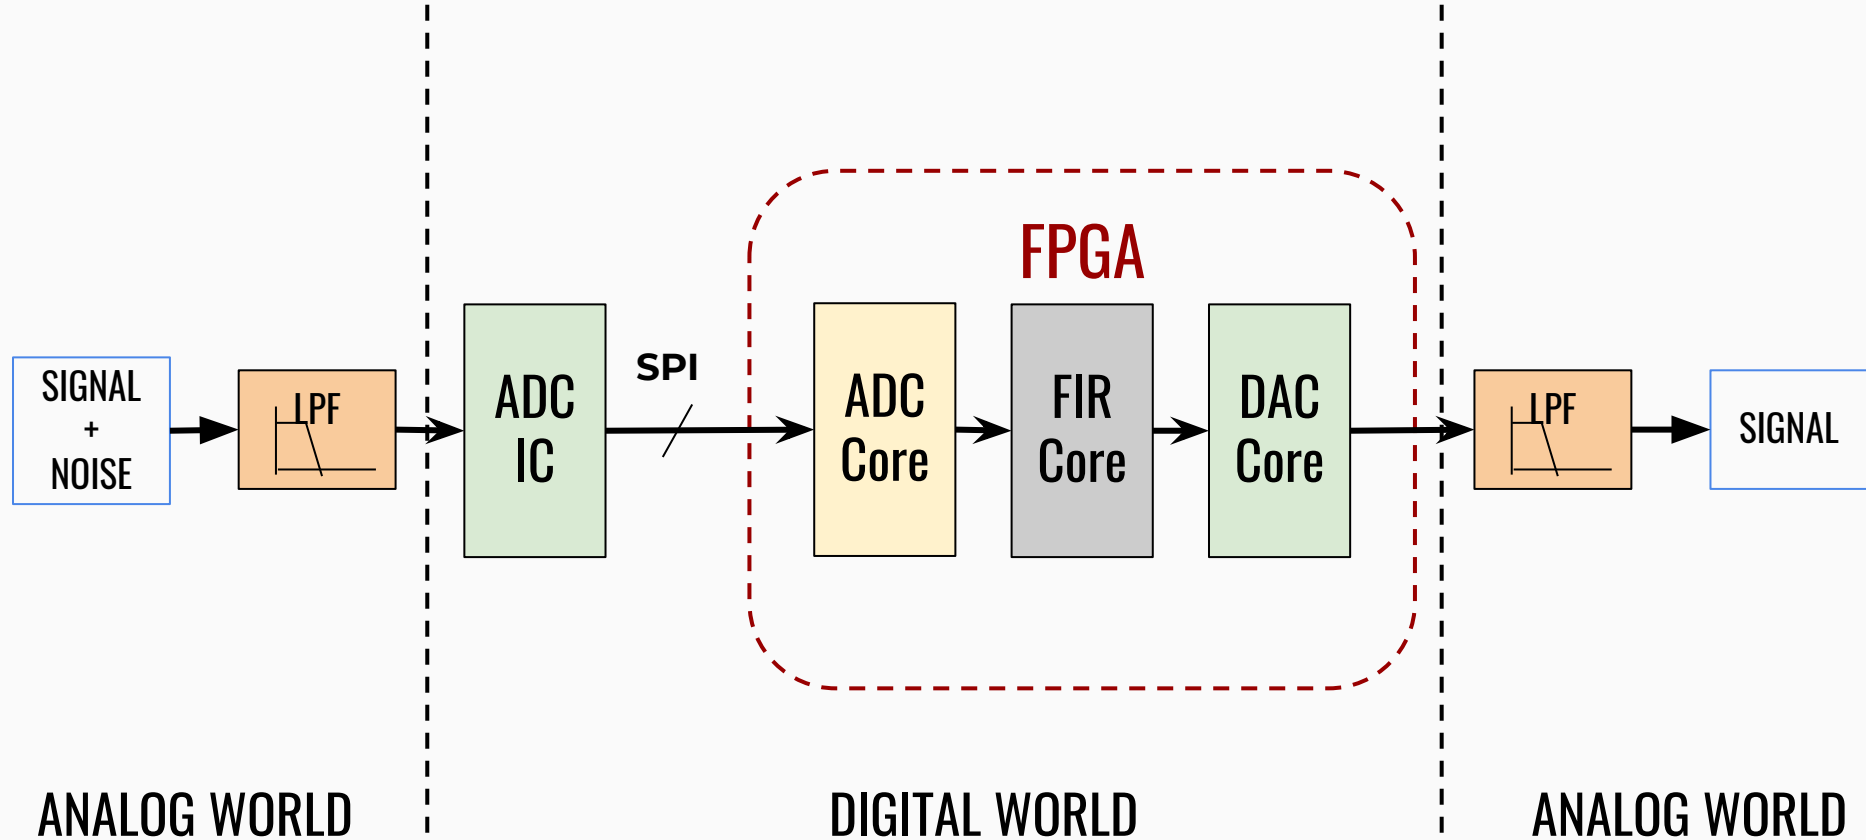 SIGNAL
+
NOISE
LPF
ADC
IC
SPI
FPGA
ADC
Core
FIR
Core
DAC
Core
LPF
SIGNAL
ANALOG WORLD
DIGITAL WORLD
ANALOG WORLD